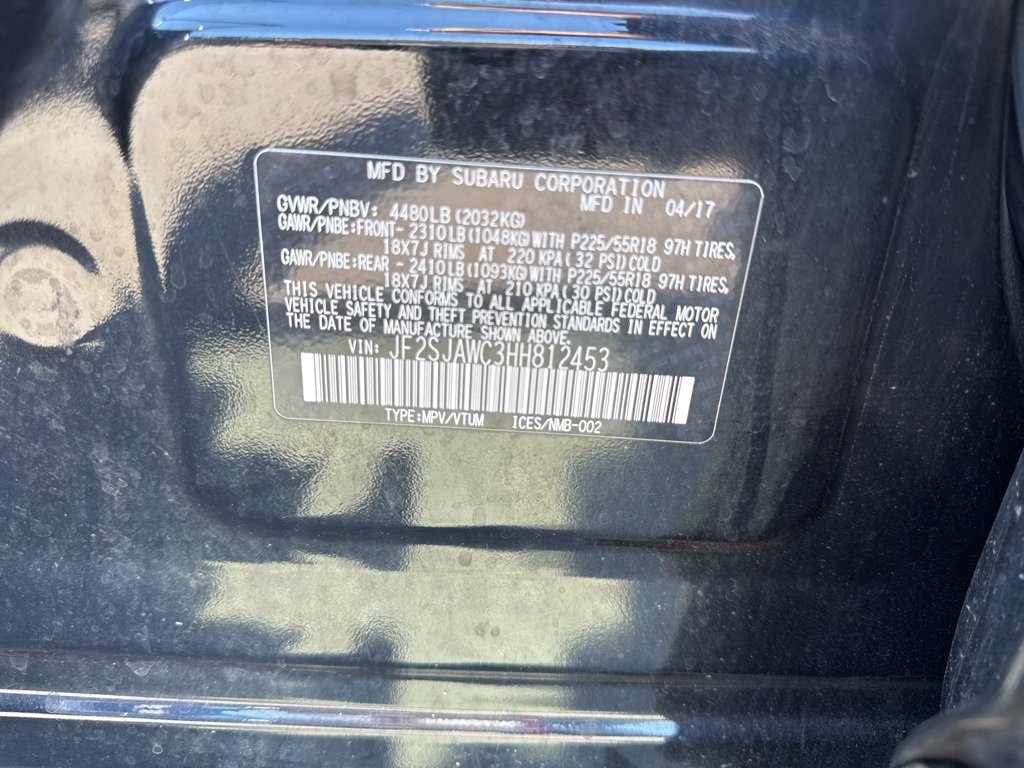 MFD BY SUBARU CORPORATION
MFD IN 04/17
GVWR/PNBV: 4480LB(2032KG)
GAWR/PNBE:FRONT- 2310LB(1048KG)WITH P225/55R18 97H TIRES,
18X7J RIMS AT 220 KPA(32 PSI)COLD
GAWR/PNBE:REAR - 2410LB(1093KG)WITH P225/55R18 97H TIRES,
18X7J RIMS AT 210 KPA(30 PSI)COLD
THIS VEHICLE CONFORMS TO ALL APPLICABLE FEDERAL MOTOR
VEHICLE SAFETY AND THEFT PREVENTION STANDARDS IN EFFECT ON
THE DATE OF MANUFACTURE SHOWN ABOVE.
VIN: JF2SJAWC3HH812453
TYPE:MPV/VTUM ICES/NMB-002